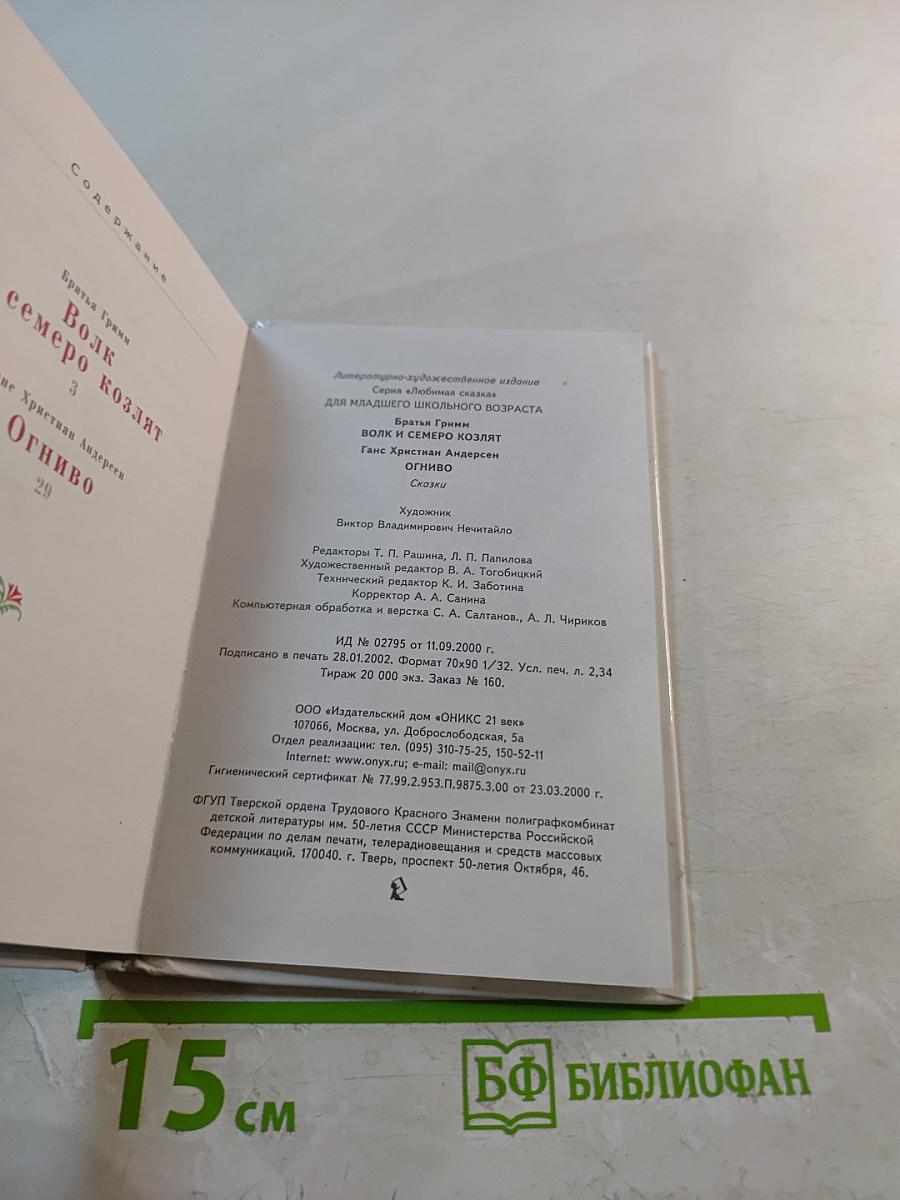 Содержание
Братья Гримм
Волк
семеро козлят
3
Христиан Андерсен
Огниво
29
Литературно-художественное издание
Серия «Любимая сказка»
ДЛЯ МЛАДШЕГО ШКОЛЬНОГО ВОЗРАСТА
Братья Гримм
ВОЛК И СЕМЕРО КОЗЛЯТ
Ганс Христиан Андерсен
ОГНИВО
Сказки
Художник
Виктор Владимирович Нечитайло
Редакторы Т. П. Рашина, Л. П. Папилова
Художественный редактор В. А. Тогобицкий
Технический редактор К. И. Заботина
Корректор А. А. Санина
Компьютерная обработка и верстка С. А. Салтанов., А. Л. Чириков
ИД № 02795 от 11.09.2000 г.
Подписано в печать 28.01.2002. Формат 70х90 1/32. Усл. печ. л. 2,34
Тираж 20 000 экз. Заказ № 160.
ООО «Издательский дом «ОНИКС 21 век»
107066, Москва, ул. Доброслободская, 5а
Отдел реализации: тел. (095) 310-75-25, 150-52-11
Internet: www.onyx.ru; e-mail: mail@onyx.ru
Гигиенический сертификат № 77.99.2.953.П.9875.3.00 от 23.03.2000 г.
ФГУП Тверской ордена Трудового Красного Знамени полиграфкомбинат
детской литературы им. 50-летия СССР Министерства Российской
Федерации по делам печати, телерадиовещания и средств массовых
коммуникаций. 170040. г. Тверь, проспект 50-летия Октября, 46.
15 см
БФ БИБЛИОФАН